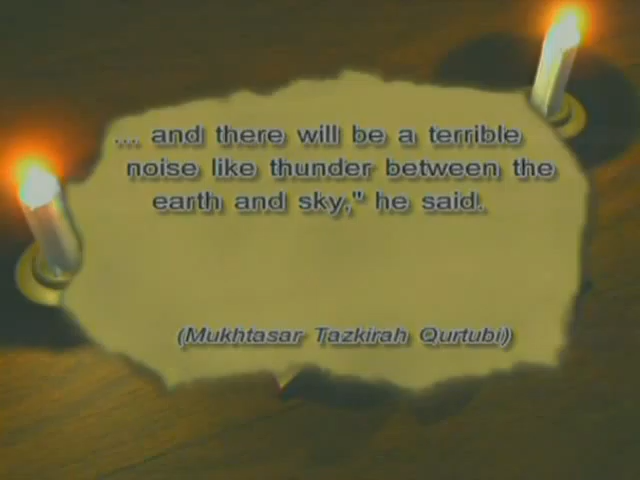 ... and there will be a terrible
noise like thunder between the
earth and sky," he said.
(Mukhtasar Tazkirah Qurtubi)